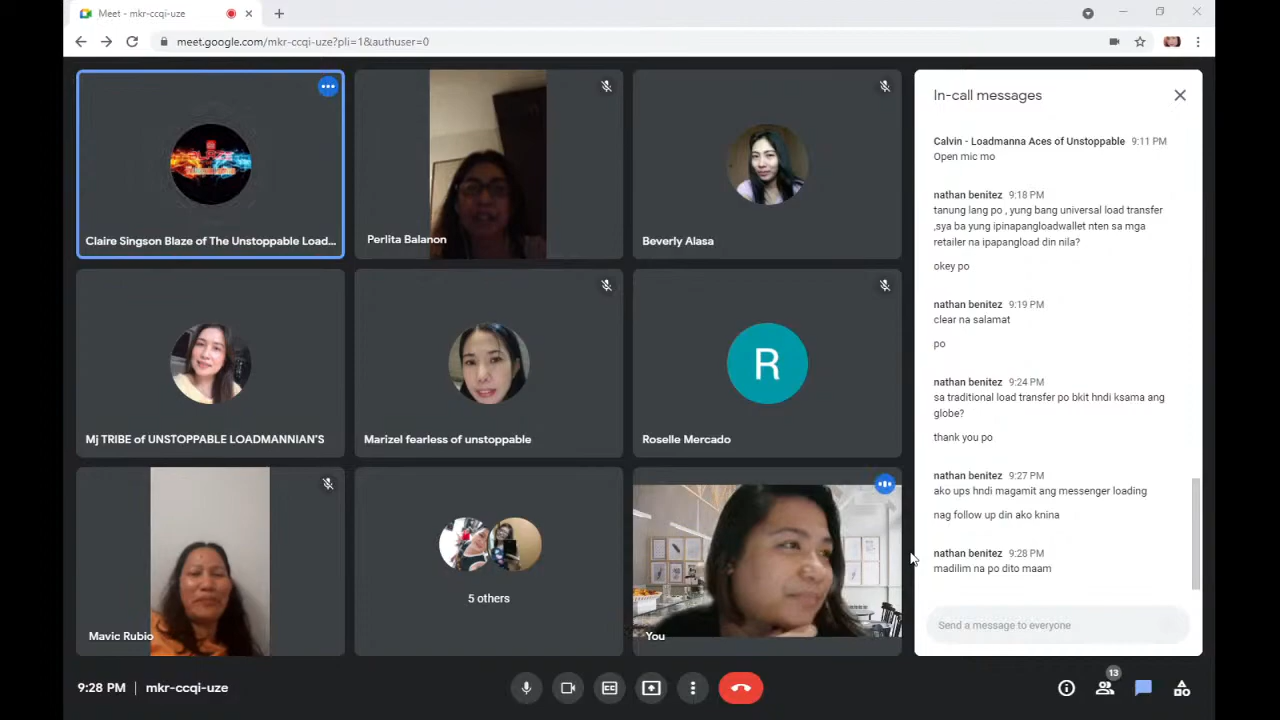 Meet - mkr-ccqi-uze
meet.google.com/mkr-ccqi-uze?pli=1&authuser=0
Claire Singson Blaze of The Unstoppable Load...
Perlita Balanon
Beverly Alasa
Mj TRIBE of UNSTOPPABLE LOADMANNIAN'S
Marizel fearless of unstoppable
R
Roselle Mercado
Mavic Rubio
5 others
You
In-call messages
Calvin - Loadmanna Aces of Unstoppable 9:11 PM
Open mic mo
nathan benitez 9:18 PM
tanung lang po , yung bang universal load transfer
,sya ba yung ipinapangloadwallet nten sa mga
retailer na ipapangload din nila?
okey po
nathan benitez 9:19 PM
clear na salamat
po
nathan benitez 9:24 PM
sa traditional load transfer po bkit hndi ksama ang
globe?
thank you po
nathan benitez 9:27 PM
ako ups hndi magamit ang messenger loading
nag follow up din ako knina
nathan benitez 9:28 PM
madilim na po dito maam
Send a message to everyone
9:28 PM | mkr-ccqi-uze
13